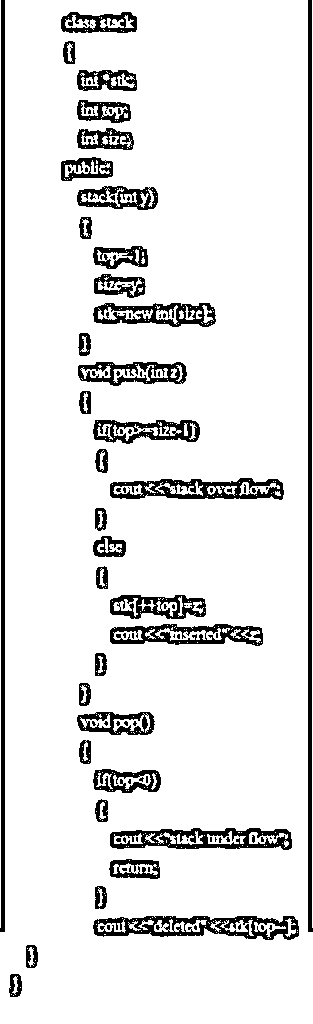 class stack
{
int *stk;
int top;
int size;
public:
stack(int y)
{
top=-1;
size=y;
stk=new int[size];
}
void push(int z)
{
if(top>=size-1)
{
cout <<"stack over flow";
}
else
{
stk[++top]=z;
cout <<"inserted" <<z;
}
}
void pop()
{
if(top<0)
{
cout <<"stack under flow";
return;
}
cout <<"deleted" <<stk[top--];
}
}